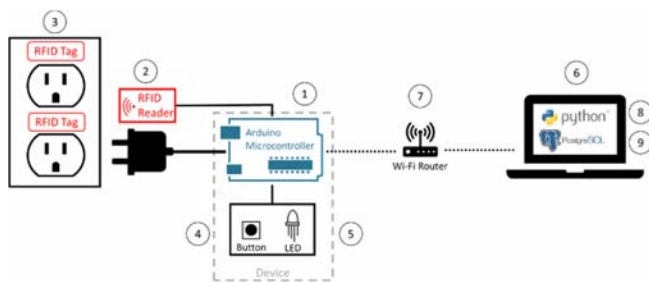 3
RFID Tag
RFID Tag
2
RFID
Reader
1
Arduino
Microcontroller
4
Button
LED
5
Device
7
Wi-Fi Router
6
python
8
PostgreSQL
9